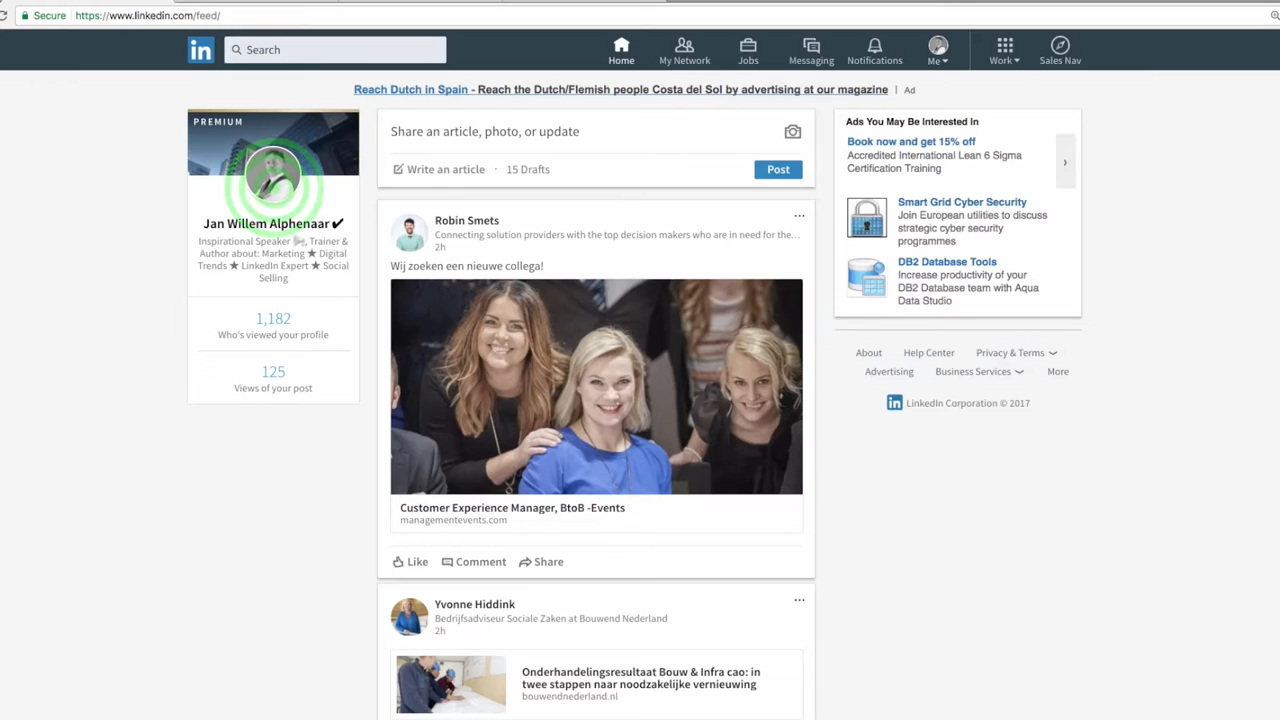 Secure https://www.linkedin.com/feed/
in Search Home My Network Jobs Messaging Notifications Me Work Sales Nav
Reach Dutch in Spain - Reach the Dutch/Flemish people Costa del Sol by advertising at our magazine | Ad
PREMIUM
Jan Willem Alphenaar ✔
Inspirational Speaker, Trainer &
Author about: Marketing ★ Digital
Trends ★ LinkedIn Expert ★ Social
Selling
1,182
Who's viewed your profile
125
Views of your post
Share an article, photo, or update
Write an article · 15 Drafts
Post
Robin Smets
Connecting solution providers with the top decision makers who are in need for the…
2h
Wij zoeken een nieuwe collega!
Customer Experience Manager, BtoB -Events
managementevents.com
Like Comment Share
Yvonne Hiddink
Bedrijfsadviseur Sociale Zaken at Bouwend Nederland
2h
Onderhandelingsresultaat Bouw & Infra cao: in
twee stappen naar noodzakelijke vernieuwing
bouwendnederland.nl
Ads You May Be Interested In
Book now and get 15% off
Accredited International Lean 6 Sigma
Certification Training
Smart Grid Cyber Security
Join European utilities to discuss
strategic cyber security
programmes
DB2 Database Tools
Increase productivity of your
DB2 Database team with Aqua
Data Studio
About Help Center Privacy & Terms
Advertising Business Services More
in LinkedIn Corporation © 2017